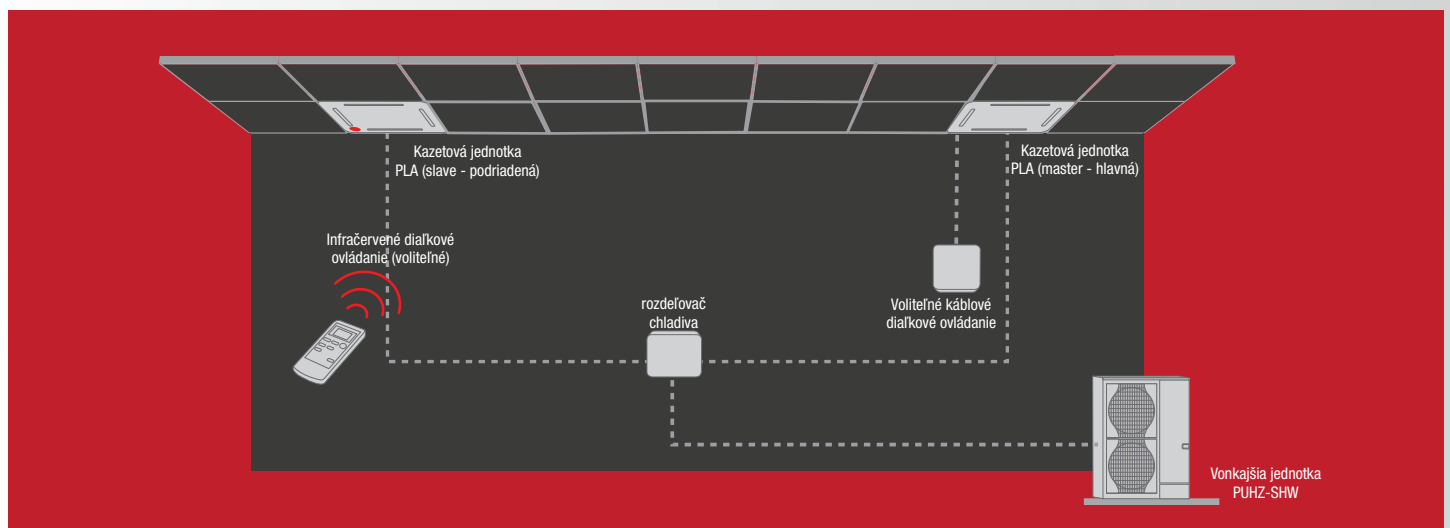 Kazetová jednotka
PLA (slave - podriadená)
Kazetová jednotka
PLA (master - hlavná)
Infračervené diaľkové
ovládanie (voliteľné)
rozdeľovač
chladiva
Voliteľné káblové
diaľkové ovládanie
Vonkajšia jednotka
PUHZ-SHW